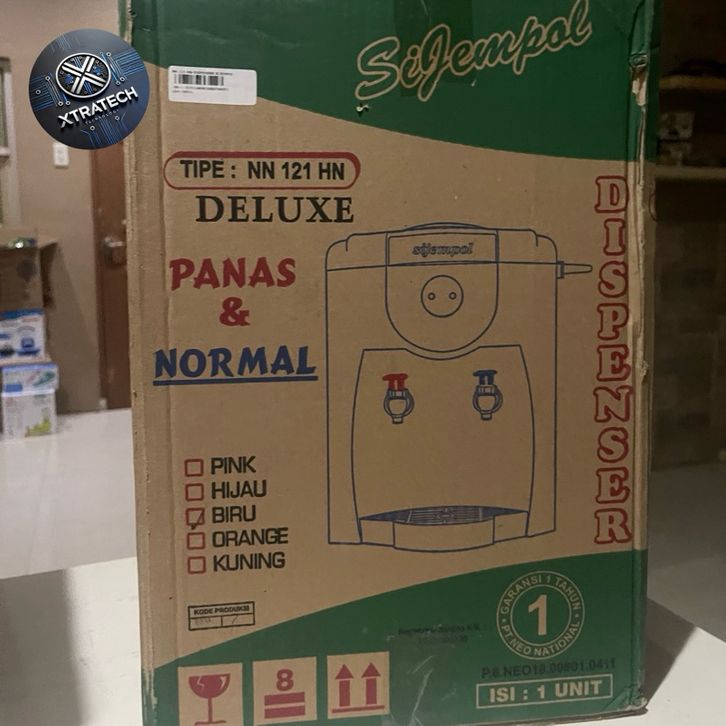 XTRATECH
SiJempol
TIPE : NN 121 HN
DELUXE
PANAS
&
NORMAL
sijempol
DISPENSER
PINK
HIJAU
BIRU
ORANGE
KUNING
KODE PRODUKSI
GARANSI 1 TAHUN
1
PT. NEO NATIONAL
ISI : 1 UNIT
8